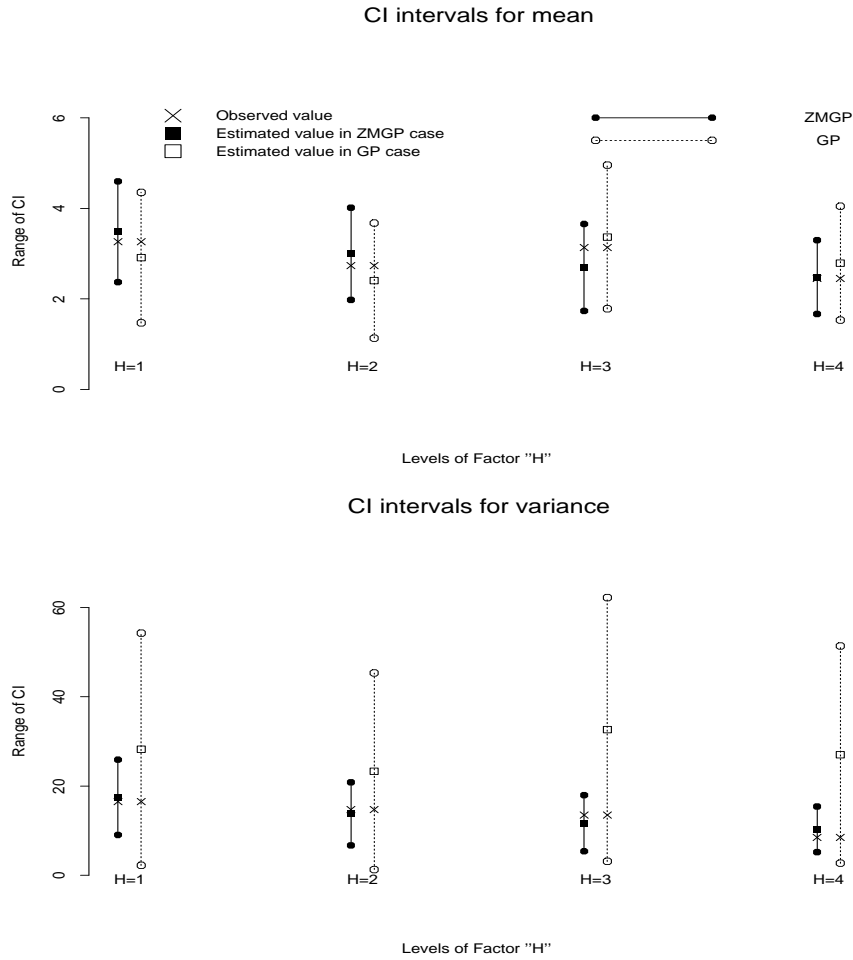 CI intervals for mean
Observed value
Estimated value in ZMGP case
Estimated value in GP case
ZMGP
GP
Range of CI
0
2
4
6
H=1
H=2
H=3
H=4
Levels of Factor ''H''
CI intervals for variance
Range of CI
0
20
40
60
H=1
H=2
H=3
H=4
Levels of Factor ''H''